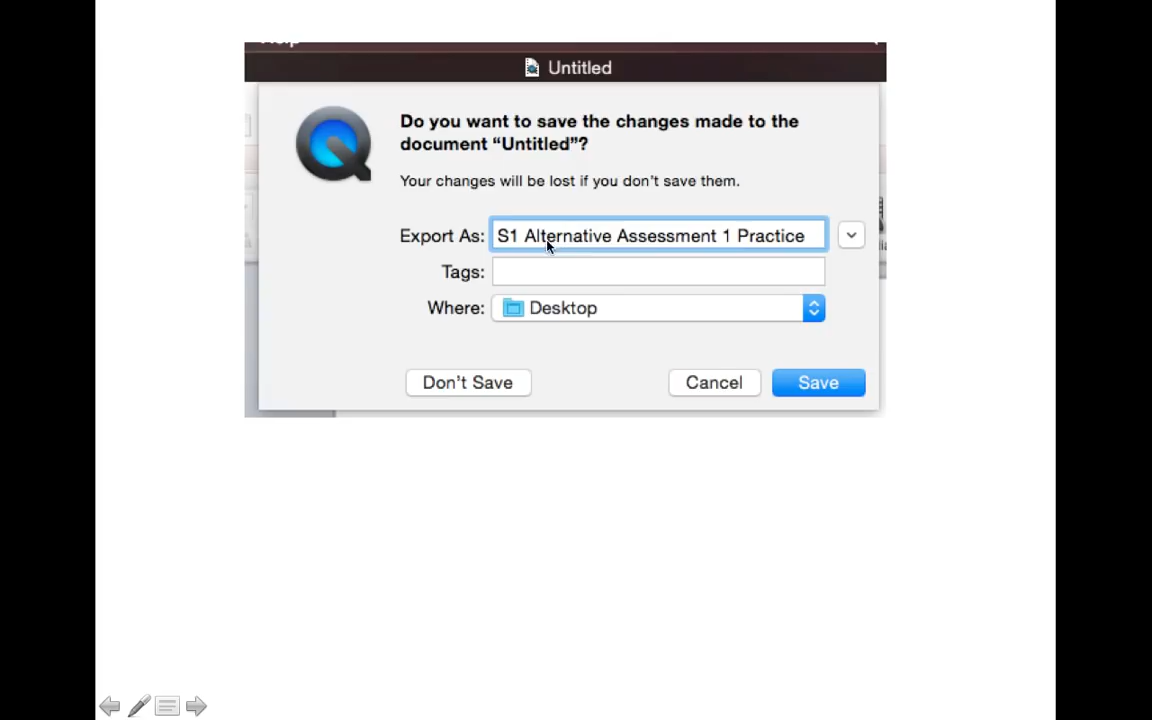 Untitled
Do you want to save the changes made to the
document “Untitled”?
Your changes will be lost if you don’t save them.
Export As: S1 Alternative Assessment 1 Practice
Tags:
Where: Desktop
Don’t Save Cancel Save